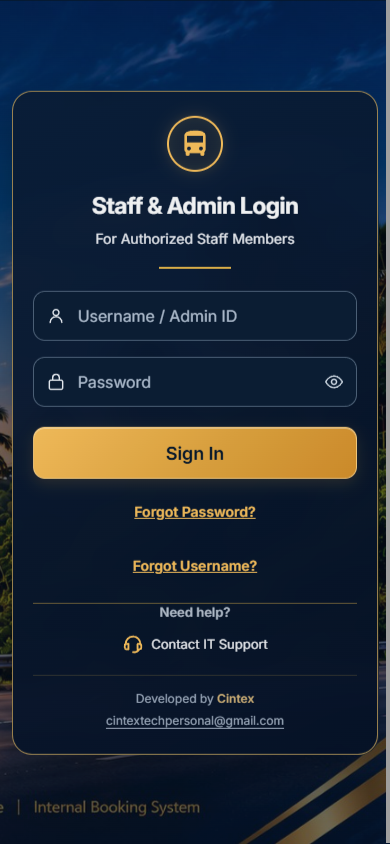 Staff & Admin Login
For Authorized Staff Members
Username / Admin ID
Password
Sign In
Forgot Password?
Forgot Username?
Need help?
Contact IT Support
Developed by Cintex
cintextechpersonal@gmail.com
| Internal Booking System